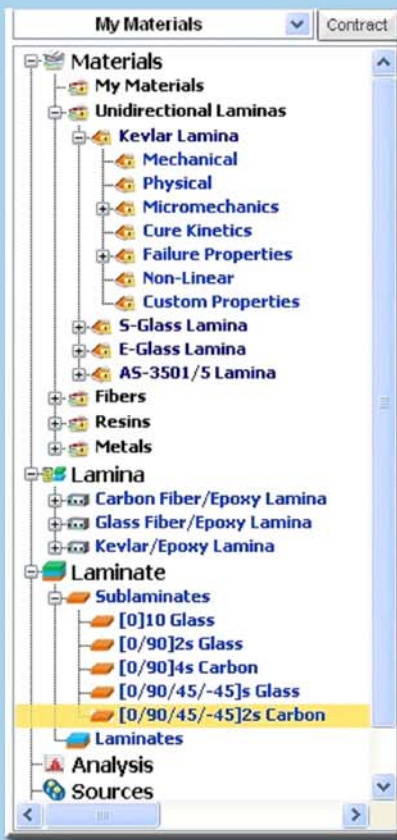 My Materials Contract
Materials
My Materials
Unidirectional Laminas
Kevlar Lamina
Mechanical
Physical
Micromechanics
Cure Kinetics
Failure Properties
Non-Linear
Custom Properties
S-Glass Lamina
E-Glass Lamina
AS-3501/5 Lamina
Fibers
Resins
Metals
Lamina
Carbon Fiber/Epoxy Lamina
Glass Fiber/Epoxy Lamina
Kevlar/Epoxy Lamina
Laminate
Sublaminates
[0]10 Glass
[0/90]2s Glass
[0/90]4s Carbon
[0/90/45/-45]s Glass
[0/90/45/-45]2s Carbon
Laminates
Analysis
Sources